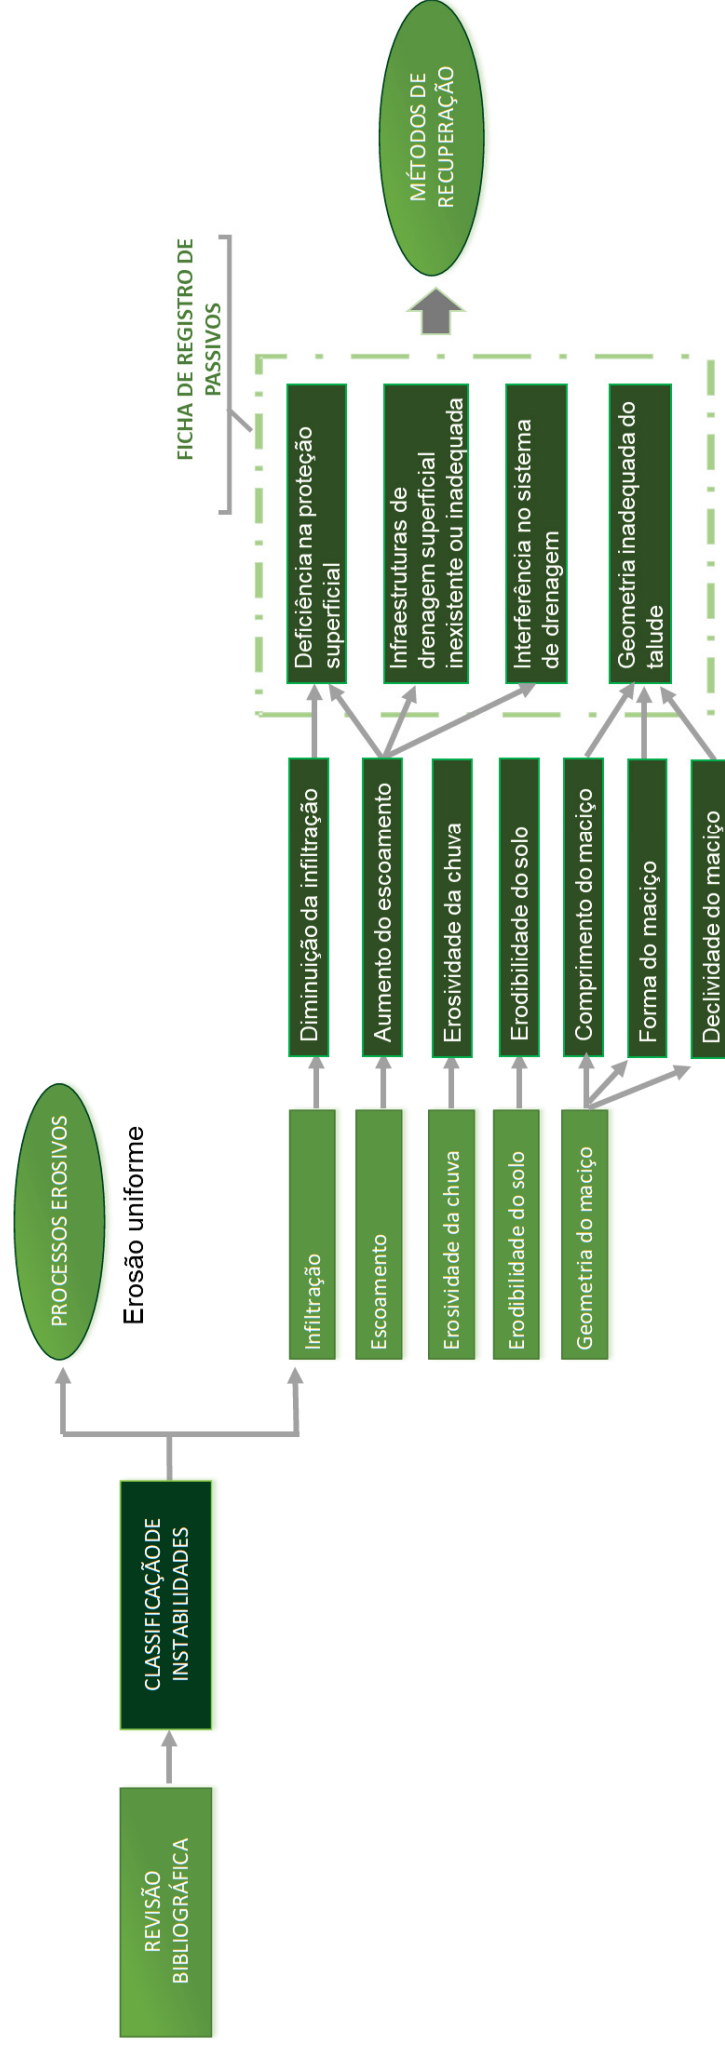 REVISÃO
BIBLIOGRÁFICA
CLASSIFICAÇÃO DE
INSTABILIDADES
PROCESSOS EROSIVOS
Erosão uniforme
Infiltração
Escoamento
Erosividade da chuva
Erodibilidade do solo
Geometria do maciço
Diminuição da infiltração
Aumento do escoamento
Erosividade da chuva
Erodibilidade do solo
Comprimento do maciço
Forma do maciço
Declividade do maciço
FICHA DE REGISTRO DE
PASSIVOS
Deficiência na proteção
superficial
Infraestruturas de
drenagem superficial
inexistente ou inadequada
Interferência no sistema
de drenagem
Geometria inadequada do
talude
MÉTODOS DE
RECUPERAÇÃO